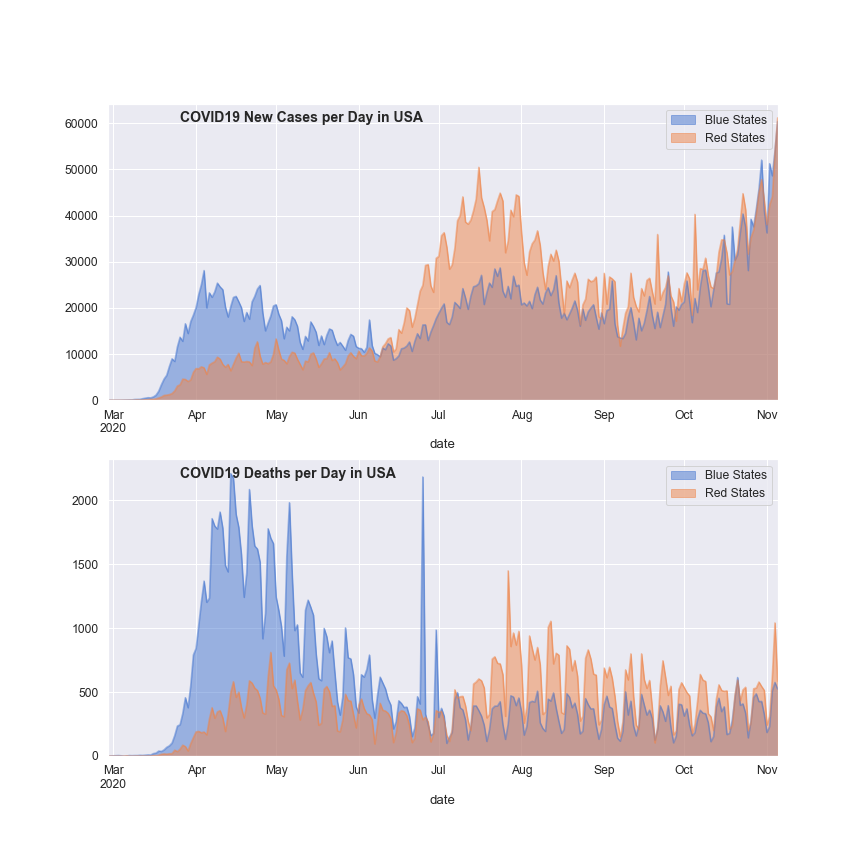 COVID19 New Cases per Day in USA
Blue States
Red States
60000
50000
40000
30000
20000
10000
0
Mar Apr May Jun Jul Aug Sep Oct Nov
2020
date
COVID19 Deaths per Day in USA
Blue States
Red States
2000
1500
1000
500
0
Mar Apr May Jun Jul Aug Sep Oct Nov
2020
date